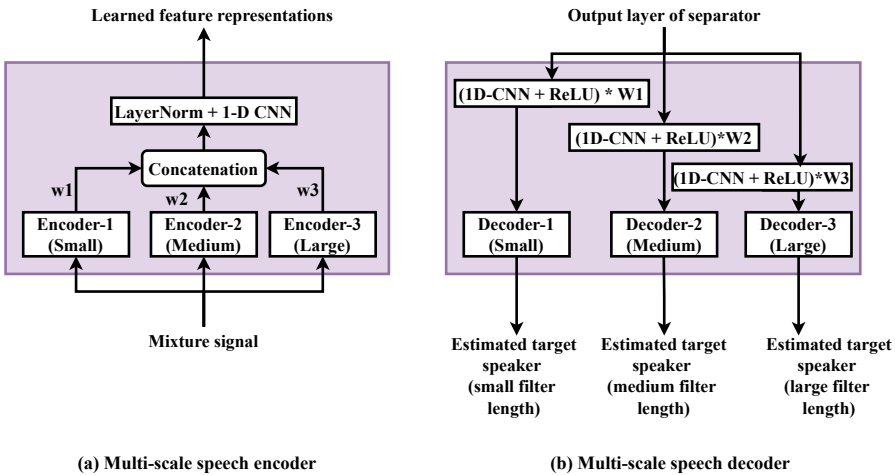 Learned feature representations
LayerNorm + 1-D CNN
Concatenation
w1
w2
w3
Encoder-1
(Small)
Encoder-2
(Medium)
Encoder-3
(Large)
Mixture signal
(a) Multi-scale speech encoder
Output layer of separator
(1D-CNN + ReLU) * W1
(1D-CNN + ReLU)*W2
(1D-CNN + ReLU)*W3
Decoder-1
(Small)
Decoder-2
(Medium)
Decoder-3
(Large)
Estimated target
speaker
(small filter
length)
Estimated target
speaker
(medium filter
length)
Estimated target
speaker
(large filter
length)
(b) Multi-scale speech decoder